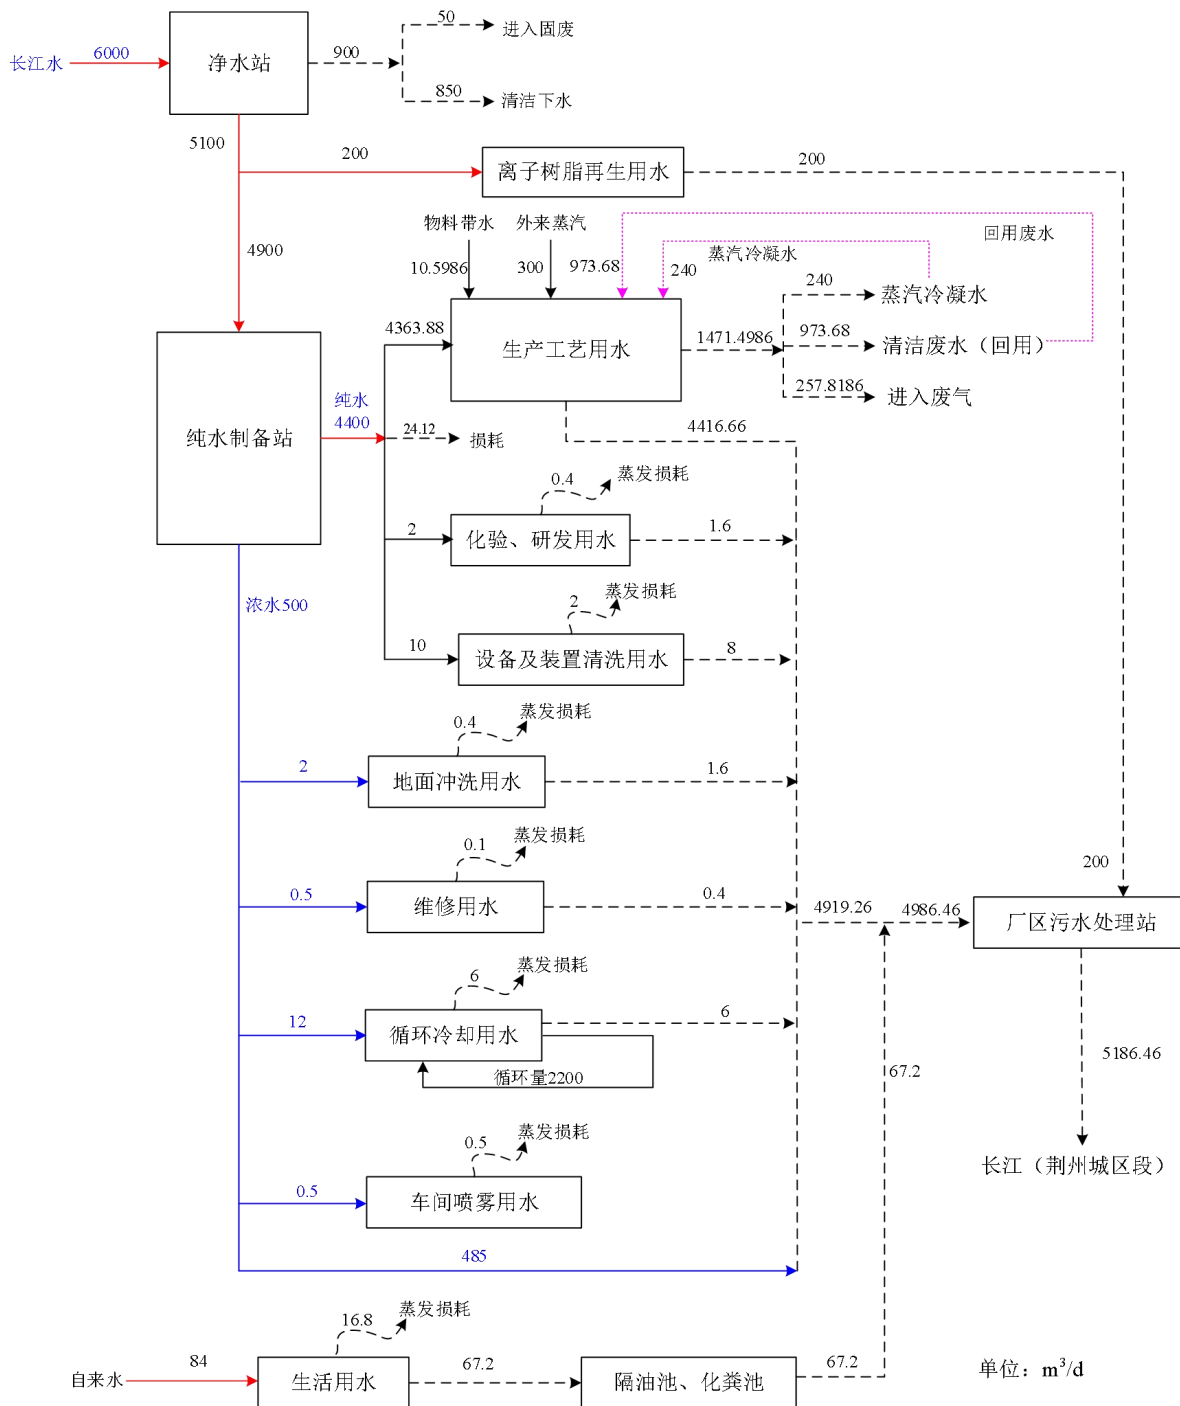 50
进入固废
长江水
6000
净水站
900
850
清洁下水
5100
200
离子树脂再生用水
200
物料带水
外来蒸汽
回用废水
4900
10.5986
300
973.68
蒸汽冷凝水
240
240
蒸汽冷凝水
4363.88
生产工艺用水
1471.4986
973.68
清洁废水（回用）
257.8186
进入废气
纯水
4400
纯水制备站
24.12
损耗
4416.66
0.4
蒸发损耗
2
化验、研发用水
1.6
浓水500
2
蒸发损耗
10
设备及装置清洗用水
8
0.4
蒸发损耗
2
地面冲洗用水
1.6
0.1
蒸发损耗
200
0.5
维修用水
0.4
4919.26
4986.46
厂区污水处理站
6
蒸发损耗
12
循环冷却用水
6
循环量2200
67.2
5186.46
0.5
蒸发损耗
长江（荆州城区段）
0.5
车间喷雾用水
485
16.8
蒸发损耗
自来水
84
生活用水
67.2
隔油池、化粪池
67.2
单位：m³/d